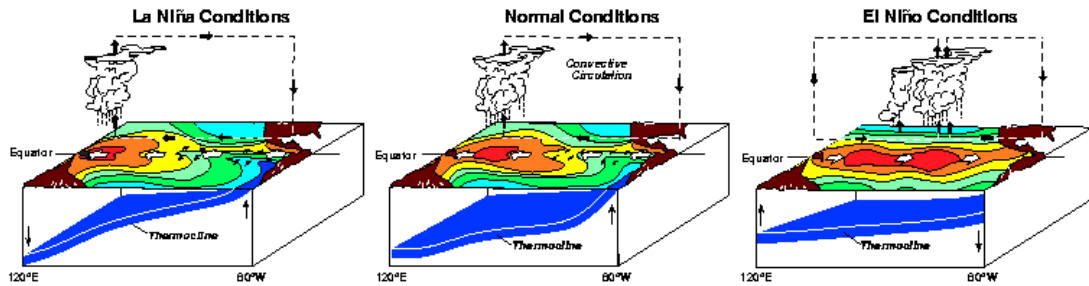 La Niña Conditions
Equator
Thermocline
120°E
80°W
Normal Conditions
Convective
Circulation
Equator
Thermocline
120°E
80°W
El Niño Conditions
Equator
Thermocline
120°E
80°W